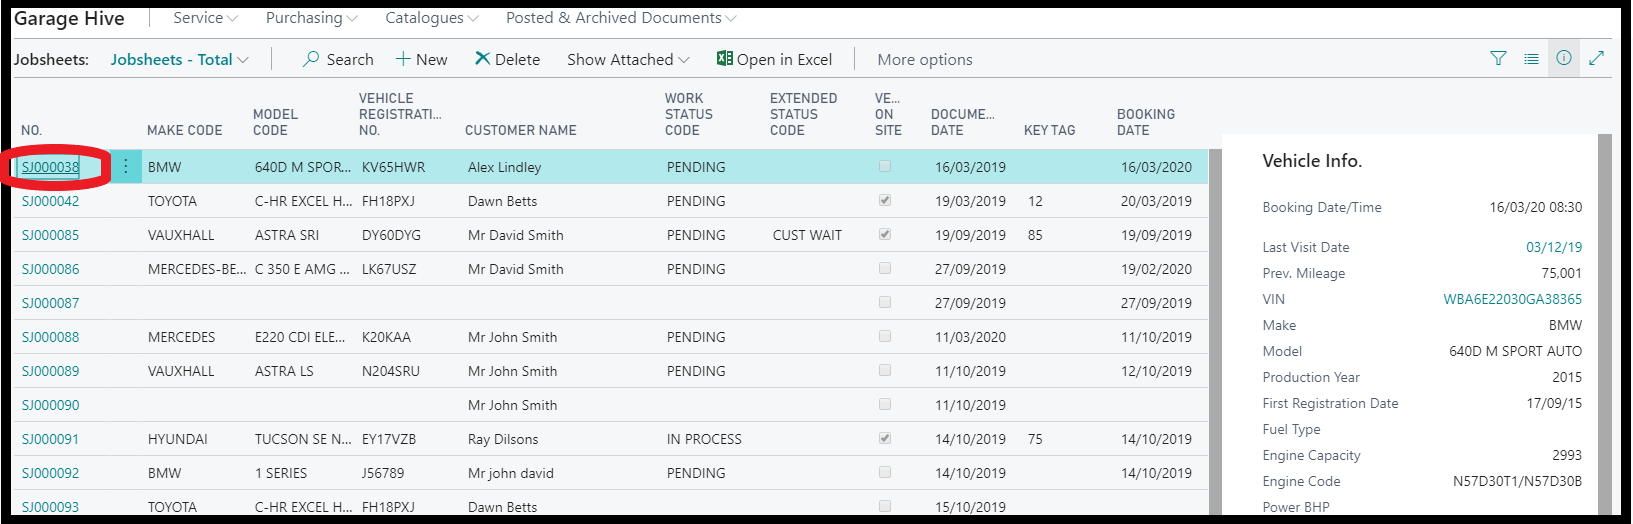 Garage Hive Service Purchasing Catalogues Posted & Archived Documents
Jobsheets: Jobsheets - Total Search New Delete Show Attached Open in Excel More options
NO. MAKE CODE MODEL CODE VEHICLE REGISTRATI... NO. CUSTOMER NAME WORK STATUS CODE EXTENDED STATUS CODE VE... ON SITE DOCUME... DATE KEY TAG BOOKING DATE
SJ000038 BMW 640D M SPOR... KV65HWR Alex Lindley PENDING 16/03/2019 16/03/2020
SJ000042 TOYOTA C-HR EXCEL H... FH18PXJ Dawn Betts PENDING 19/03/2019 12 20/03/2019
SJ000085 VAUXHALL ASTRA SRI DY60DYG Mr David Smith PENDING CUST WAIT 19/09/2019 85 19/09/2019
SJ000086 MERCEDES-BE... C 350 E AMG ... LK67USZ Mr David Smith PENDING 27/09/2019 19/02/2020
SJ000087 27/09/2019 27/09/2019
SJ000088 MERCEDES E220 CDI ELE... K20KAA Mr John Smith PENDING 11/03/2020 11/10/2019
SJ000089 VAUXHALL ASTRA LS N204SRU Mr John Smith PENDING 11/10/2019 12/10/2019
SJ000090 Mr John Smith 11/10/2019
SJ000091 HYUNDAI TUCSON SE N... EY17VZB Ray Dilsons IN PROCESS 14/10/2019 75 14/10/2019
SJ000092 BMW 1 SERIES J56789 Mr john david PENDING 14/10/2019 14/10/2019
SJ000093 TOYOTA C-HR EXCEL H... FH18PXJ Dawn Betts 15/10/2019
Vehicle Info.
Booking Date/Time 16/03/20 08:30
Last Visit Date 03/12/19
Prev. Mileage 75,001
VIN WBA6E22030GA38365
Make BMW
Model 640D M SPORT AUTO
Production Year 2015
First Registration Date 17/09/15
Fuel Type
Engine Capacity 2993
Engine Code N57D30T1/N57D30B
Power BHP